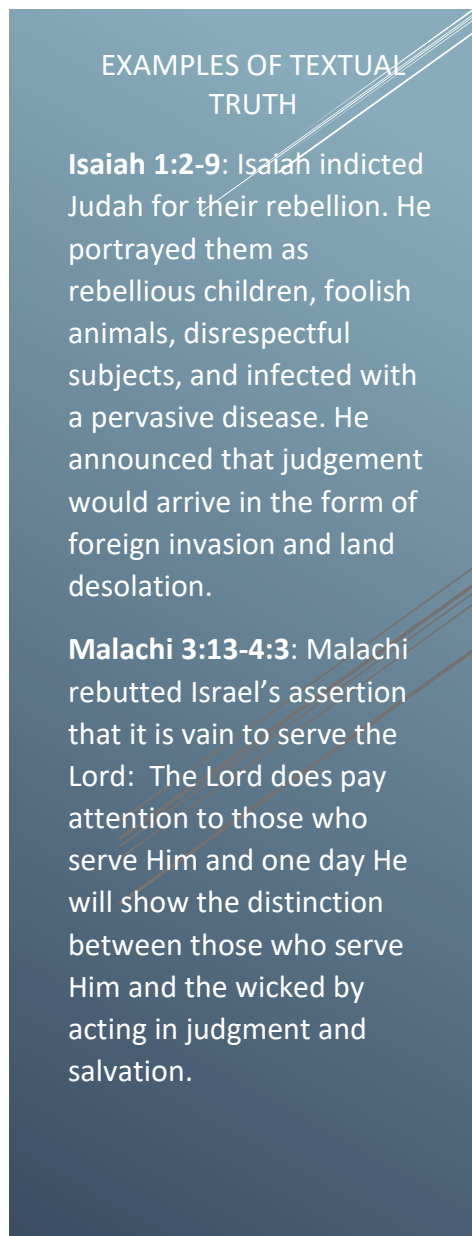 EXAMPLES OF TEXTUAL
TRUTH
Isaiah 1:2-9: Isaiah indicted
Judah for their rebellion. He
portrayed them as
rebellious children, foolish
animals, disrespectful
subjects, and infected with
a pervasive disease. He
announced that judgement
would arrive in the form of
foreign invasion and land
desolation.
Malachi 3:13-4:3: Malachi
rebutted Israel’s assertion
that it is vain to serve the
Lord:  The Lord does pay
attention to those who
serve Him and one day He
will show the distinction
between those who serve
Him and the wicked by
acting in judgment and
salvation.